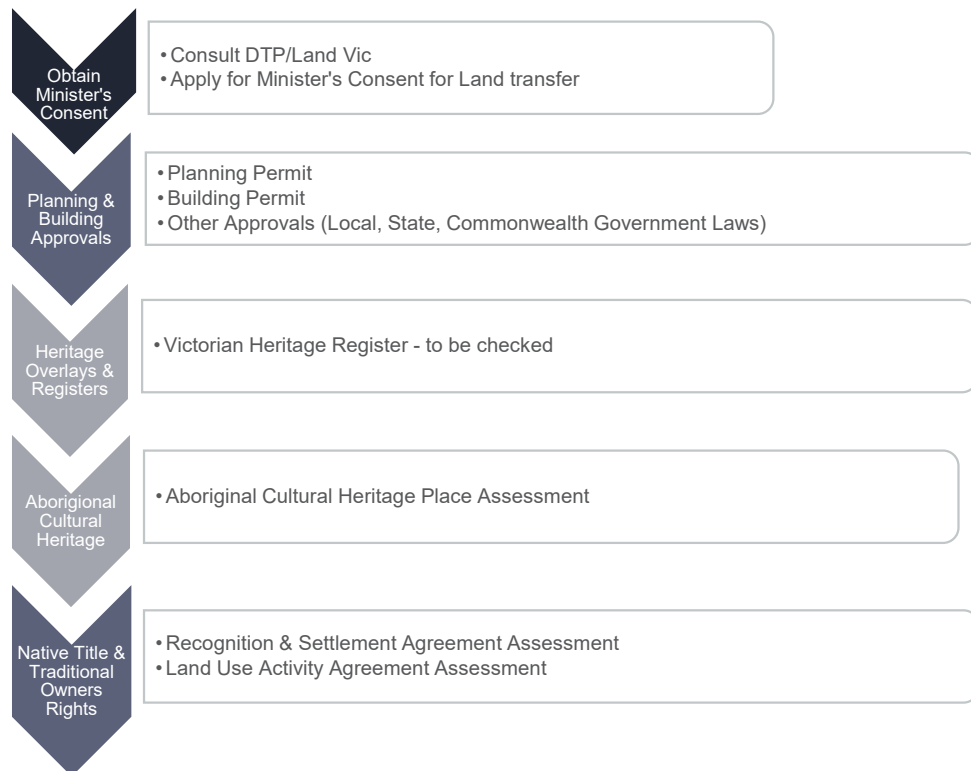 Obtain
Minister's
Consent
• Consult DTP/Land Vic
• Apply for Minister's Consent for Land transfer
Planning &
Building
Approvals
• Planning Permit
• Building Permit
• Other Approvals (Local, State, Commonwealth Government Laws)
Heritage
Overlays &
Registers
• Victorian Heritage Register - to be checked
Aborigional
Cultural
Heritage
• Aboriginal Cultural Heritage Place Assessment
Native Title &
Traditional
Owners
Rights
• Recognition & Settlement Agreement Assessment
• Land Use Activity Agreement Assessment